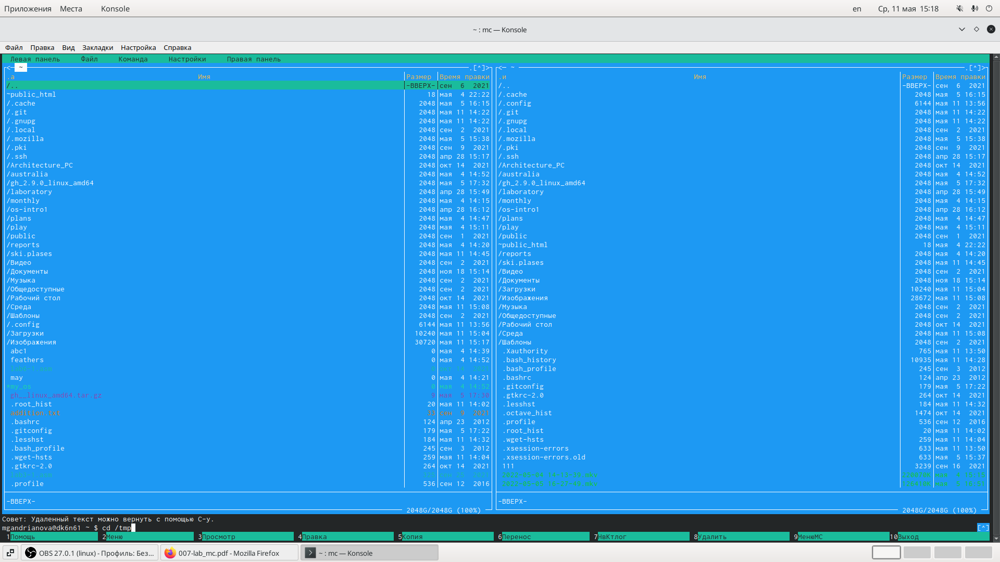 Приложения Места Konsole en Ср, 11 мая 15:18
~ : mc — Konsole
Файл Правка Вид Закладки Настройка Справка
Левая панель Файл Команда Настройки Правая панель
<─ ~ .[^]> <─ ~ .[^]>
.а Имя Размер Время правки .и Имя Размер Время правки
/.. -ВВЕРХ- сен 6 2021 /.. -ВВЕРХ- сен 6 2021
~public_html 18 мая 4 22:22 /.cache 2048 мая 5 16:15
/.cache 2048 мая 5 16:15 /.config 6144 мая 11 13:56
/.git 2048 мая 11 14:22 /.git 2048 мая 11 14:22
/.gnupg 2048 мая 11 14:22 /.gnupg 2048 мая 11 14:22
/.local 2048 сен 2 2021 /.local 2048 сен 2 2021
/.mozilla 2048 мая 5 15:38 /.mozilla 2048 мая 5 15:38
/.pki 2048 сен 9 2021 /.pki 2048 сен 9 2021
/.ssh 2048 апр 28 15:17 /.ssh 2048 апр 28 15:17
/Architecture_PC 2048 окт 14 2021 /Architecture_PC 2048 окт 14 2021
/australia 2048 мая 4 14:52 /australia 2048 мая 4 14:52
/gh_2.9.0_linux_amd64 2048 мая 5 17:32 /gh_2.9.0_linux_amd64 2048 мая 5 17:32
/laboratory 2048 апр 28 15:49 /laboratory 2048 апр 28 15:49
/monthly 2048 мая 4 14:15 /monthly 2048 мая 4 14:15
/os-intro1 2048 апр 28 16:12 /os-intro1 2048 апр 28 16:12
/plans 2048 мая 4 14:47 /plans 2048 мая 4 14:47
/play 2048 мая 4 15:11 /play 2048 мая 4 15:11
/public 2048 сен 1 2021 /public 2048 сен 1 2021
/reports 2048 мая 4 14:20 ~public_html 18 мая 4 22:22
/ski.plases 2048 мая 11 14:45 /reports 2048 мая 4 14:20
/Видео 2048 сен 2 2021 /ski.plases 2048 мая 11 14:45
/Документы 2048 ноя 18 15:14 /Видео 2048 сен 2 2021
/Музыка 2048 сен 2 2021 /Документы 2048 ноя 18 15:14
/Общедоступные 2048 сен 2 2021 /Загрузки 10240 мая 11 15:04
/Рабочий стол 2048 окт 14 2021 /Изображения 28672 мая 11 15:08
/Среда 2048 мая 11 15:08 /Музыка 2048 сен 2 2021
/Шаблоны 2048 сен 2 2021 /Общедоступные 2048 сен 2 2021
/.config 6144 мая 11 13:56 /Рабочий стол 2048 окт 14 2021
/Загрузки 10240 мая 11 15:04 /Среда 2048 мая 11 15:08
/Изображения 30720 мая 11 15:17 /Шаблоны 2048 сен 2 2021
abc1 0 мая 4 14:39 .Xauthority 765 мая 11 13:50
feathers 0 мая 4 14:52 .bash_history 10935 мая 11 14:28
lab6-1.asm 0 окт 14 2021 .bash_profile 245 сен 3 2012
may 0 мая 4 14:21 .bashrc 124 апр 23 2012
*my_os 0 мая 4 14:52 .gitconfig 179 мая 5 17:22
gh__linux_amd64.tar.gz 9 мая 5 17:30 .gtkrc-2.0 264 окт 14 2021
.root_hist 20 мая 11 14:02 .lesshst 184 мая 11 14:32
addition.txt 33 сен 9 2021 .octave_hist 1474 окт 14 2021
.bashrc 124 апр 23 2012 .profile 536 сен 12 2016
.gitconfig 179 мая 5 17:22 .root_hist 20 мая 11 14:02
.lesshst 184 мая 11 14:32 .wget-hsts 259 мая 11 14:04
.bash_profile 245 сен 3 2012 .xsession-errors 633 мая 11 13:50
.wget-hsts 259 мая 11 14:04 .xsession-errors.old 633 мая 5 15:37
.gtkrc-2.0 264 окт 14 2021 111 3239 сен 16 2021
2021
.profile 536 сен 12 2016
-ВВЕРХ- -ВВЕРХ-
2048G/2048G (100%) 2048G/2048G (100%)
Совет: Удаленный текст можно вернуть с помощью C-y.
mgandrianova@dk6n61 ~ $ cd /tmp [^]
1Помощь 2Меню 3Просмотр 4Правка 5Копия 6Перенос 7НвКтлог 8Удалить 9МенюMC 10Выход
OBS 27.0.1 (linux) - Профиль: Без... 007-lab_mc.pdf - Mozilla Firefox ~ : mc — Konsole